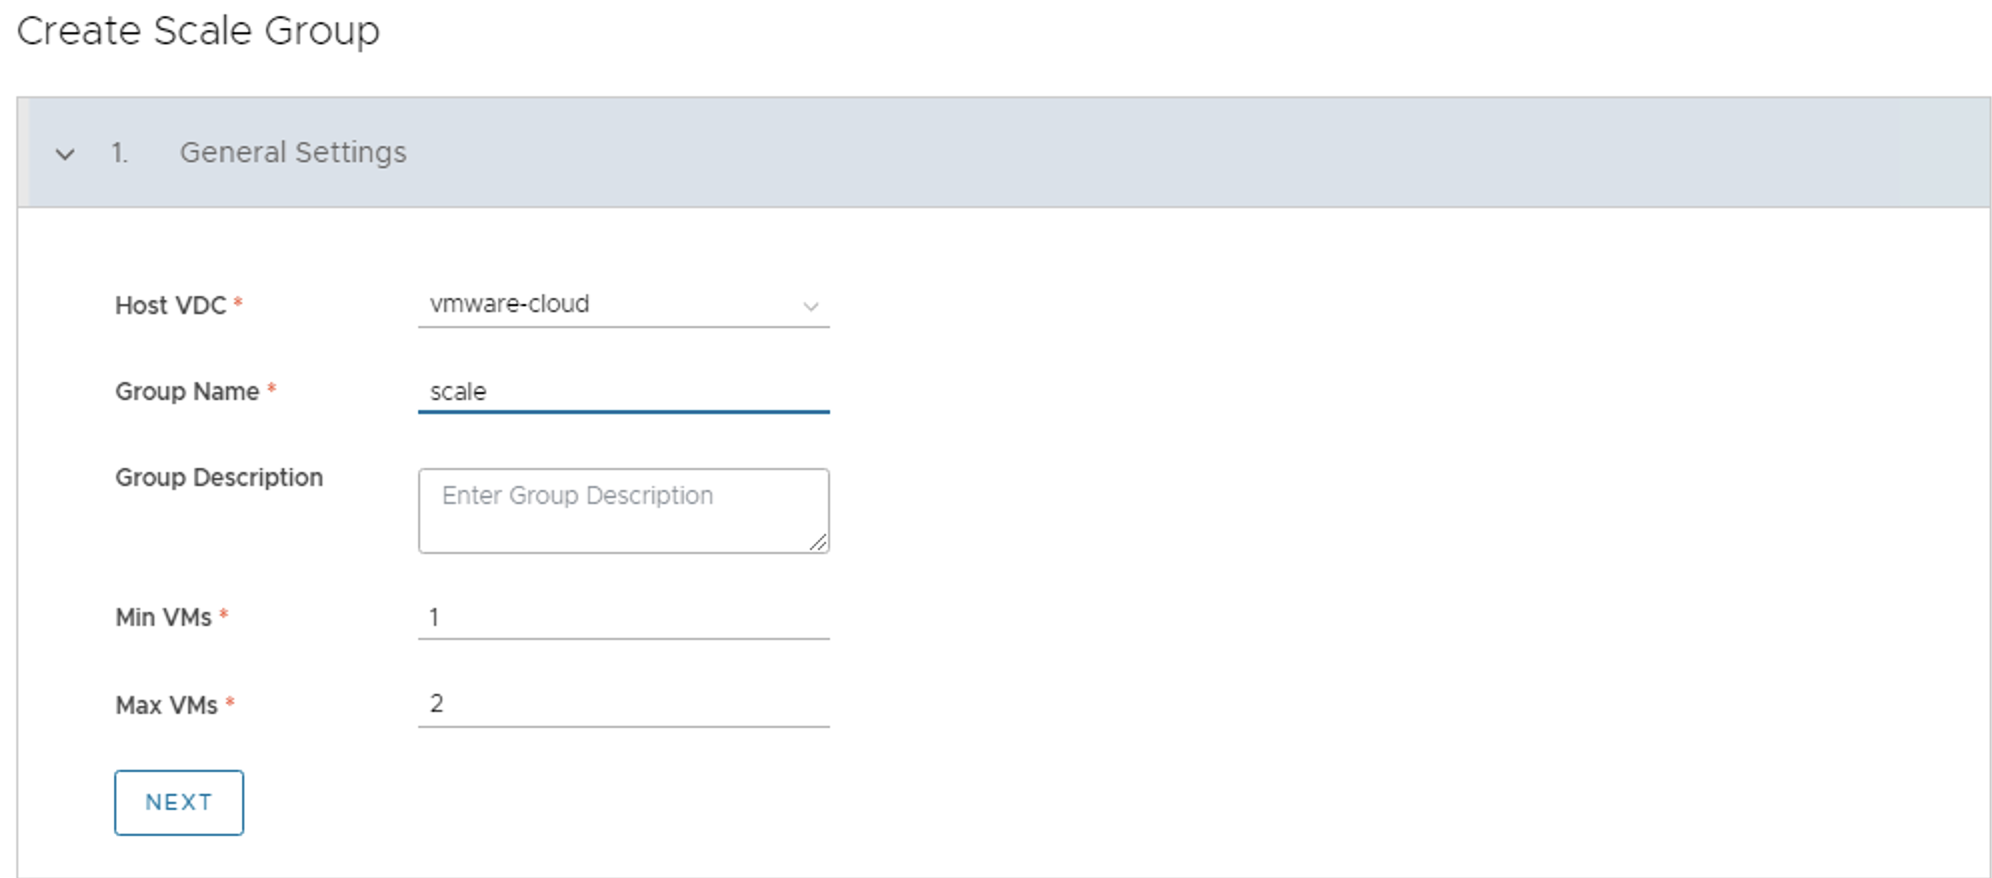 Create Scale Group
1. General Settings
Host VDC * vmware-cloud
Group Name * scale
Group Description Enter Group Description
Min VMs * 1
Max VMs * 2
NEXT